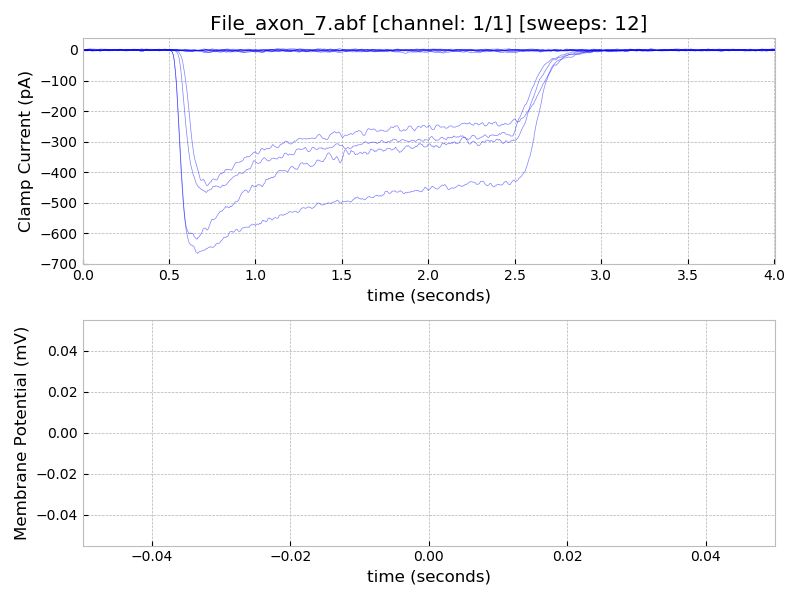 File_axon_7.abf [channel: 1/1] [sweeps: 12]
Clamp Current (pA)
0
−100
−200
−300
−400
−500
−600
−700
0.0 0.5 1.0 1.5 2.0 2.5 3.0 3.5 4.0
time (seconds)
Membrane Potential (mV)
0.04
0.02
0.00
−0.02
−0.04
−0.04 −0.02 0.00 0.02 0.04
time (seconds)